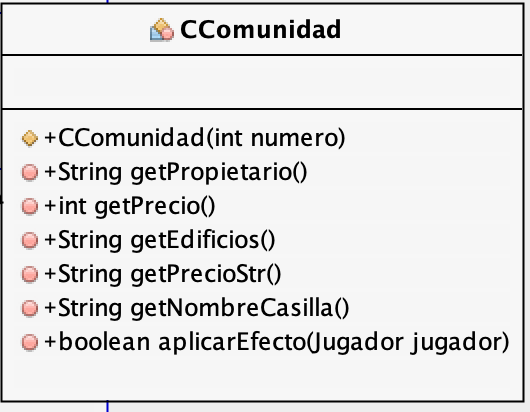 CComunidad
+CComunidad(int numero)
+String getPropietario()
+int getPrecio()
+String getEdificios()
+String getPrecioStr()
+String getNombreCasilla()
+boolean aplicarEfecto(Jugador jugador)